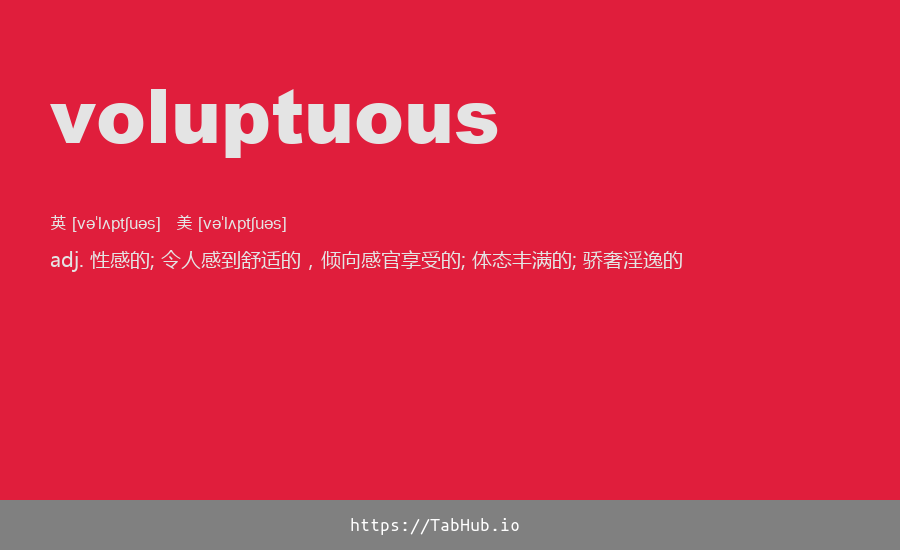 voluptuous
英 [vəˈlʌptʃuəs] 美 [vəˈlʌptʃuəs]
adj. 性感的; 令人感到舒适的，倾向感官享受的; 体态丰满的; 骄奢淫逸的
https://TabHub.io